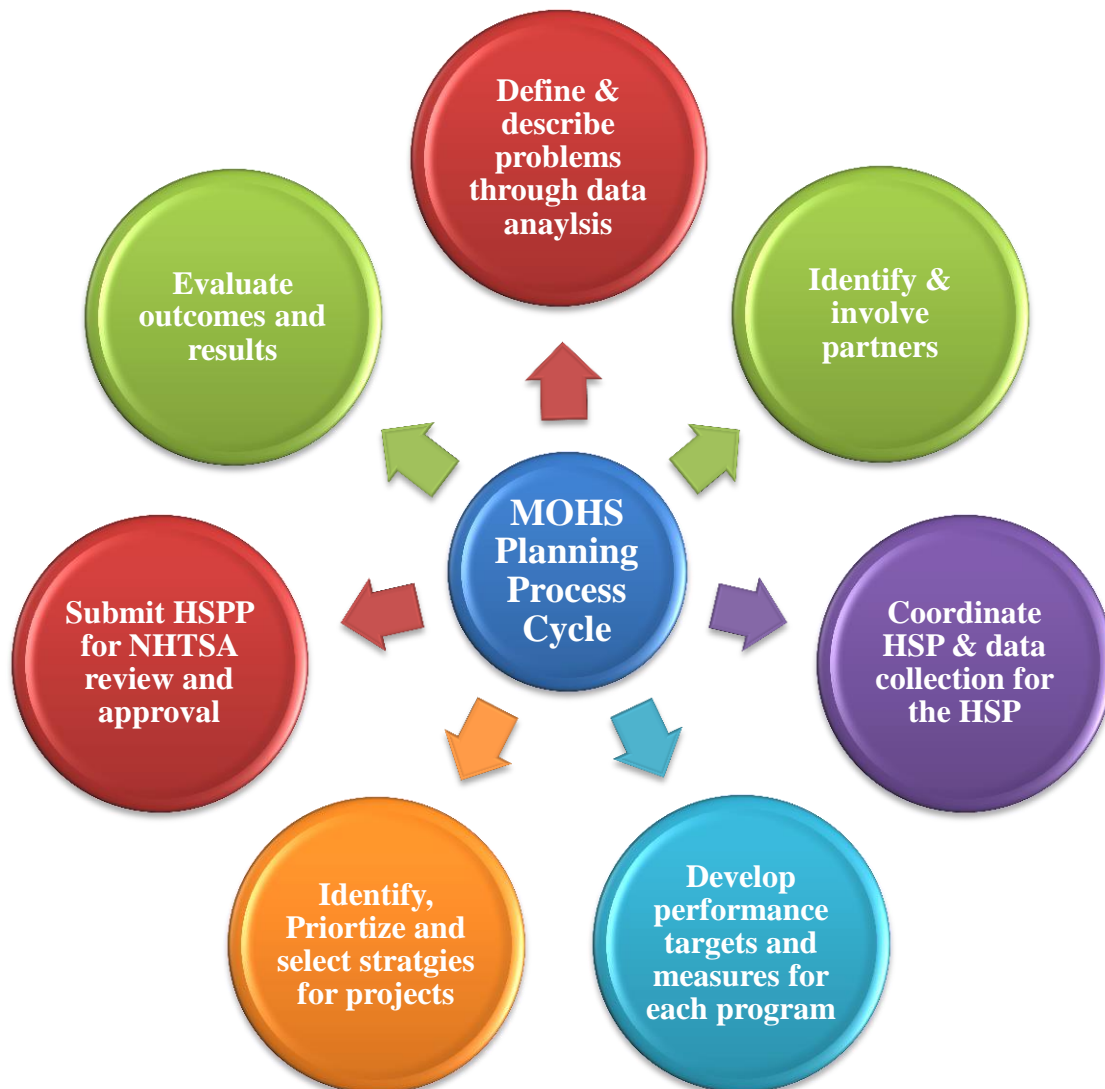 Define &
describe
problems
through data
anaylsis
Identify &
involve
partners
Coordinate
HSP & data
collection for
the HSP
Develop
performance
targets and
measures for
each program
Identify,
Priortize and
select stratgies
for projects
Submit HSPP
for NHTSA
review and
approval
Evaluate
outcomes and
results
MOHS
Planning
Process
Cycle